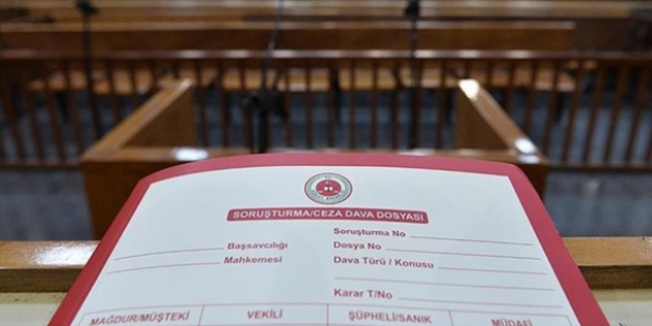 SORUŞTURMA/CEZA DAVA DOSYASI
Soruşturma No
Başsavcılığı Dosya No
Mahkemesi Dava Türü / Konusu
Karar T/No
MAĞDUR/MÜŞTEKİ VEKİLİ ŞÜPHELİ/SANIK MÜDAFİ